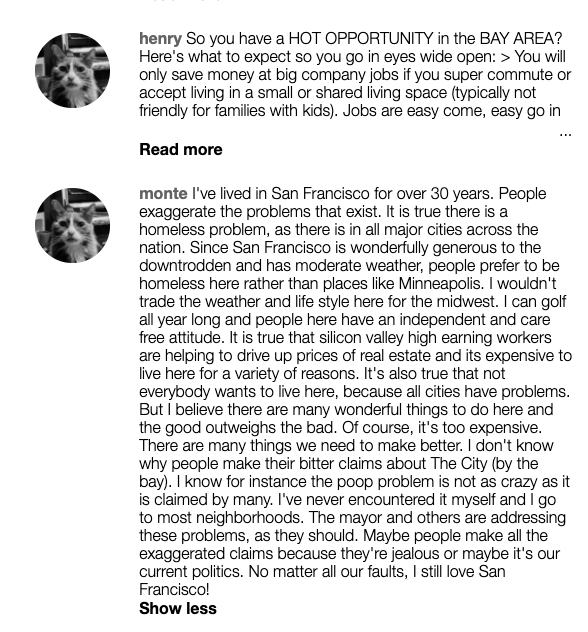 henry So you have a HOT OPPORTUNITY in the BAY AREA?
Here's what to expect so you go in eyes wide open: > You will
only save money at big company jobs if you super commute or
accept living in a small or shared living space (typically not
friendly for families with kids). Jobs are easy come, easy go in
...
Read more
monte I've lived in San Francisco for over 30 years. People
exaggerate the problems that exist. It is true there is a
homeless problem, as there is in all major cities across the
nation. Since San Francisco is wonderfully generous to the
downtrodden and has moderate weather, people prefer to be
homeless here rather than places like Minneapolis. I wouldn't
trade the weather and life style here for the midwest. I can golf
all year long and people here have an independent and care
free attitude. It is true that silicon valley high earning workers
are helping to drive up prices of real estate and its expensive to
live here for a variety of reasons. It's also true that not
everybody wants to live here, because all cities have problems.
But I believe there are many wonderful things to do here and
the good outweighs the bad. Of course, it's too expensive.
There are many things we need to make better. I don't know
why people make their bitter claims about The City (by the
bay). I know for instance the poop problem is not as crazy as it
is claimed by many. I've never encountered it myself and I go
to most neighborhoods. The mayor and others are addressing
these problems, as they should. Maybe people make all the
exaggerated claims because they're jealous or maybe it's our
current politics. No matter all our faults, I still love San
Francisco!
Show less